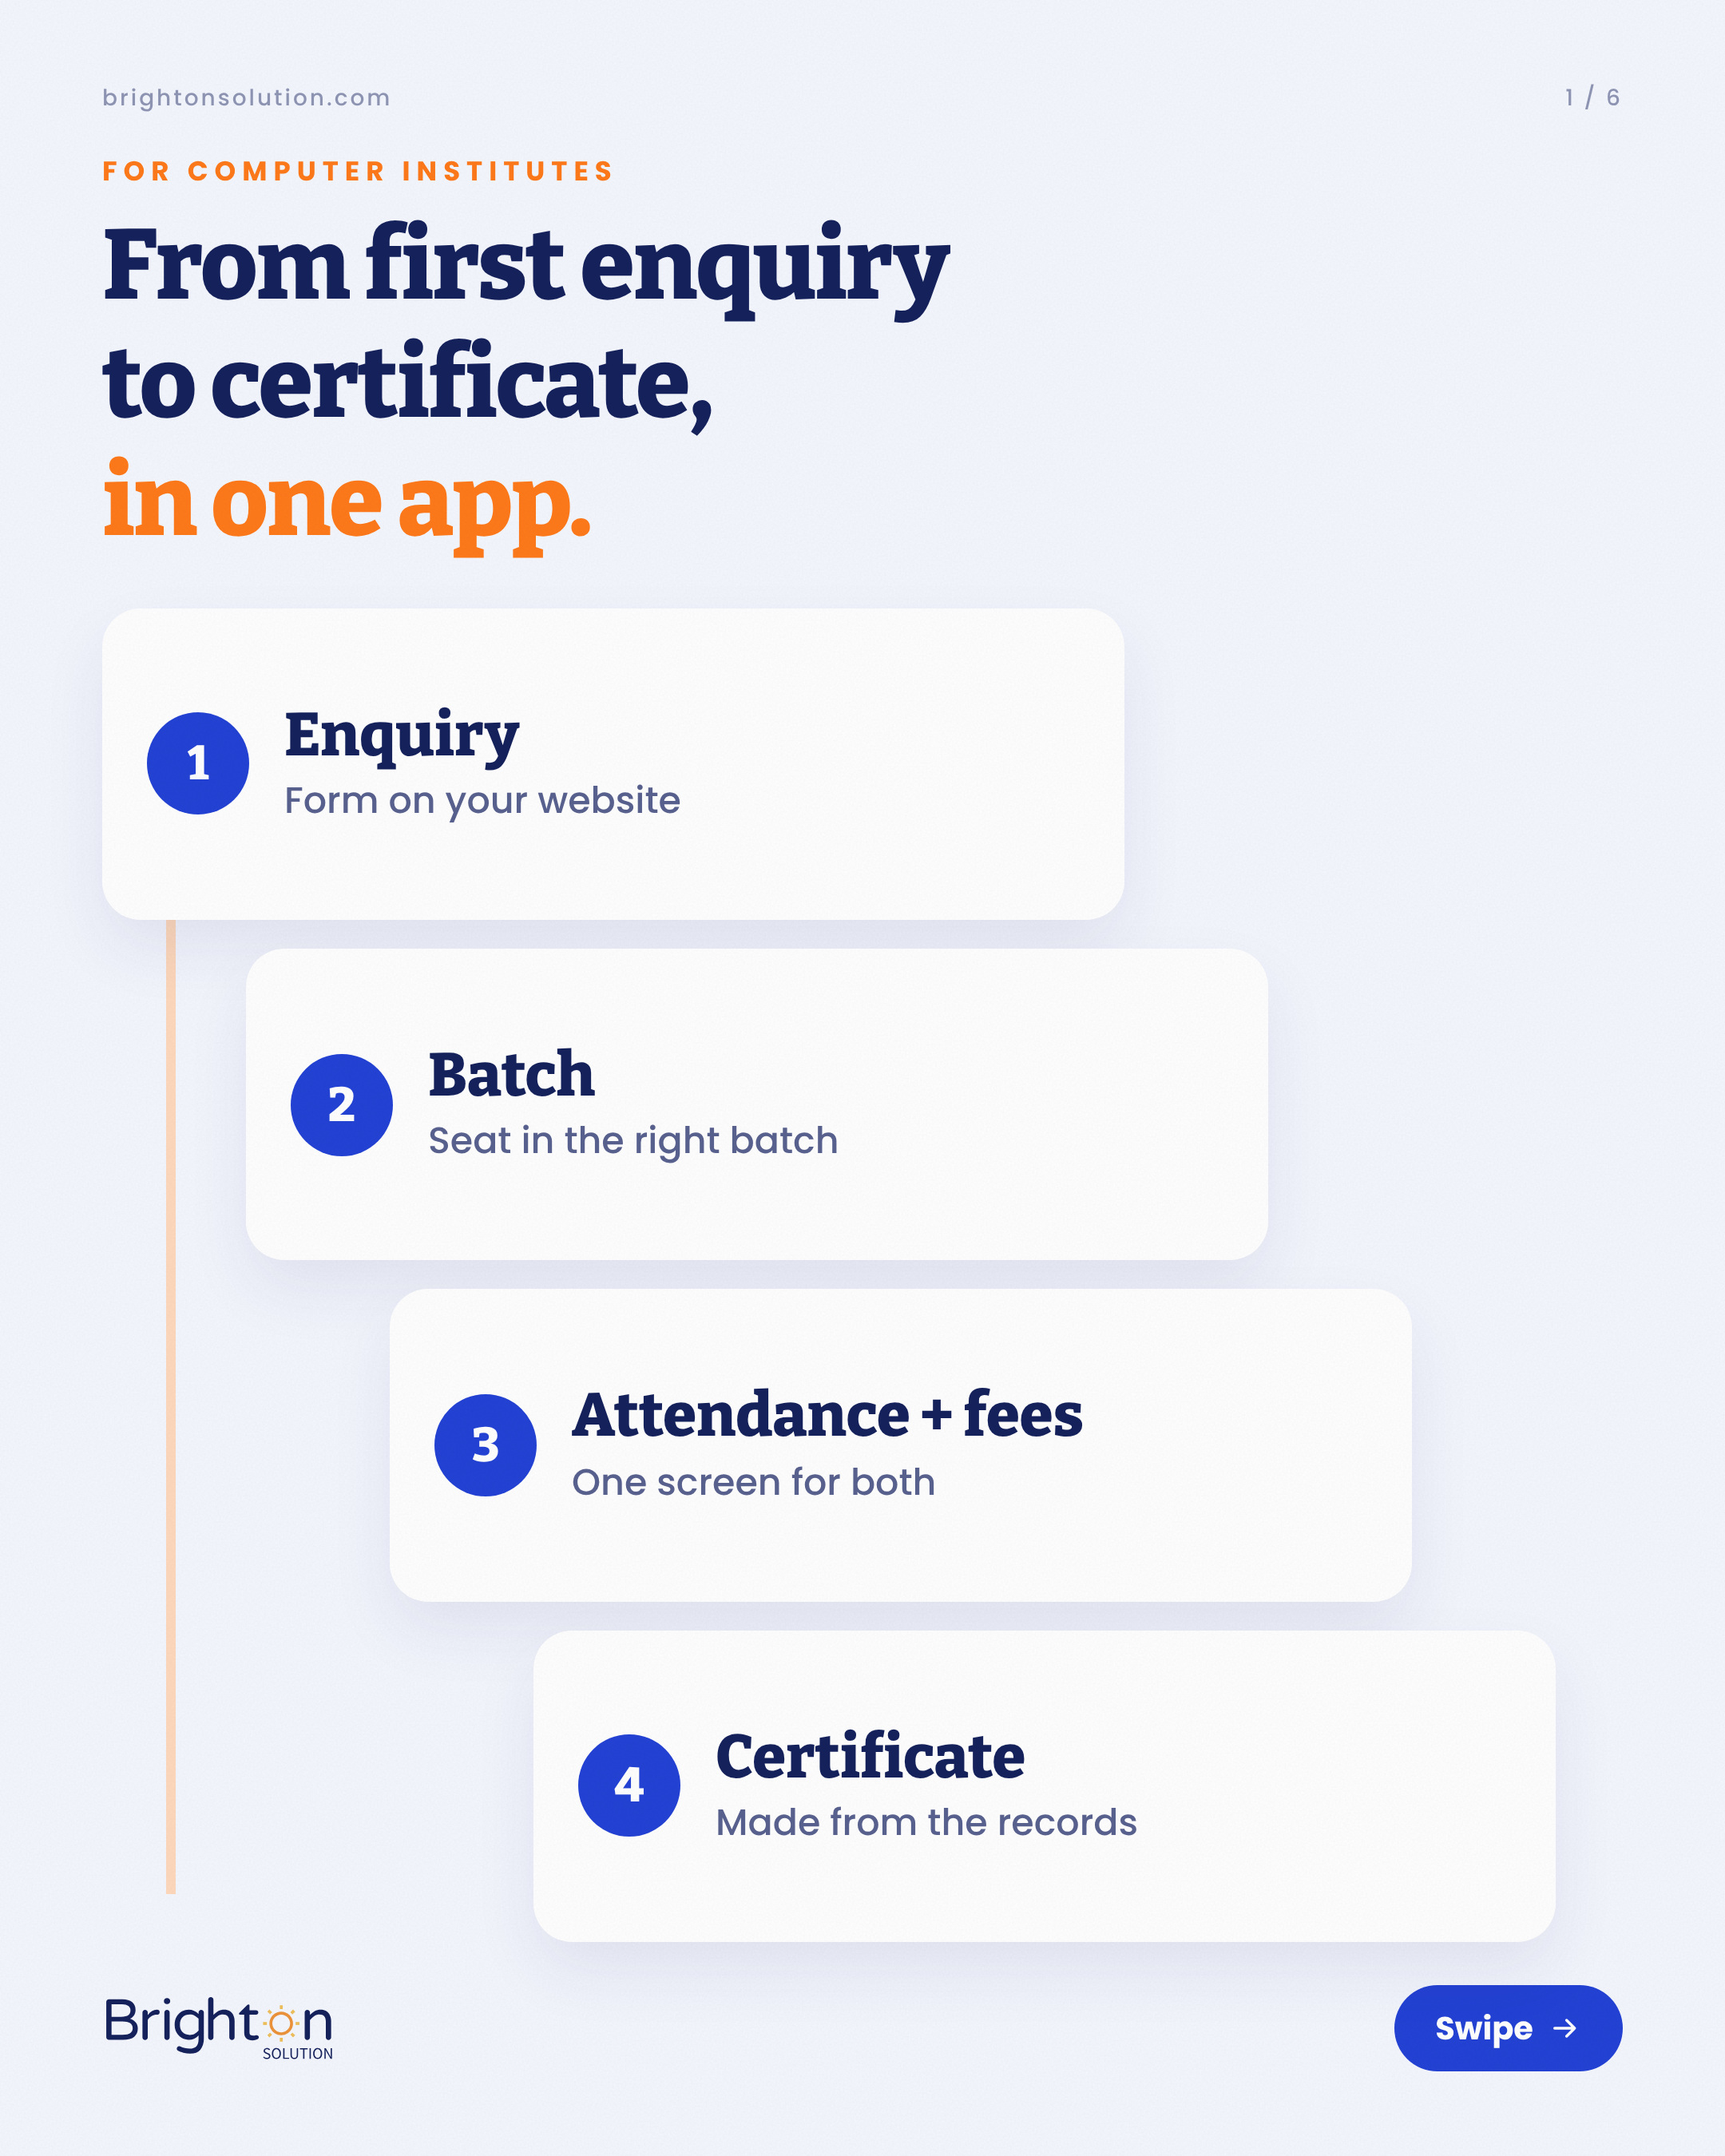 brightonsolution.com
1 / 6
FOR COMPUTER INSTITUTES
From first enquiry
to certificate,
in one app.
1
Enquiry
Form on your website
2
Batch
Seat in the right batch
3
Attendance + fees
One screen for both
4
Certificate
Made from the records
Brighton
SOLUTION
Swipe →